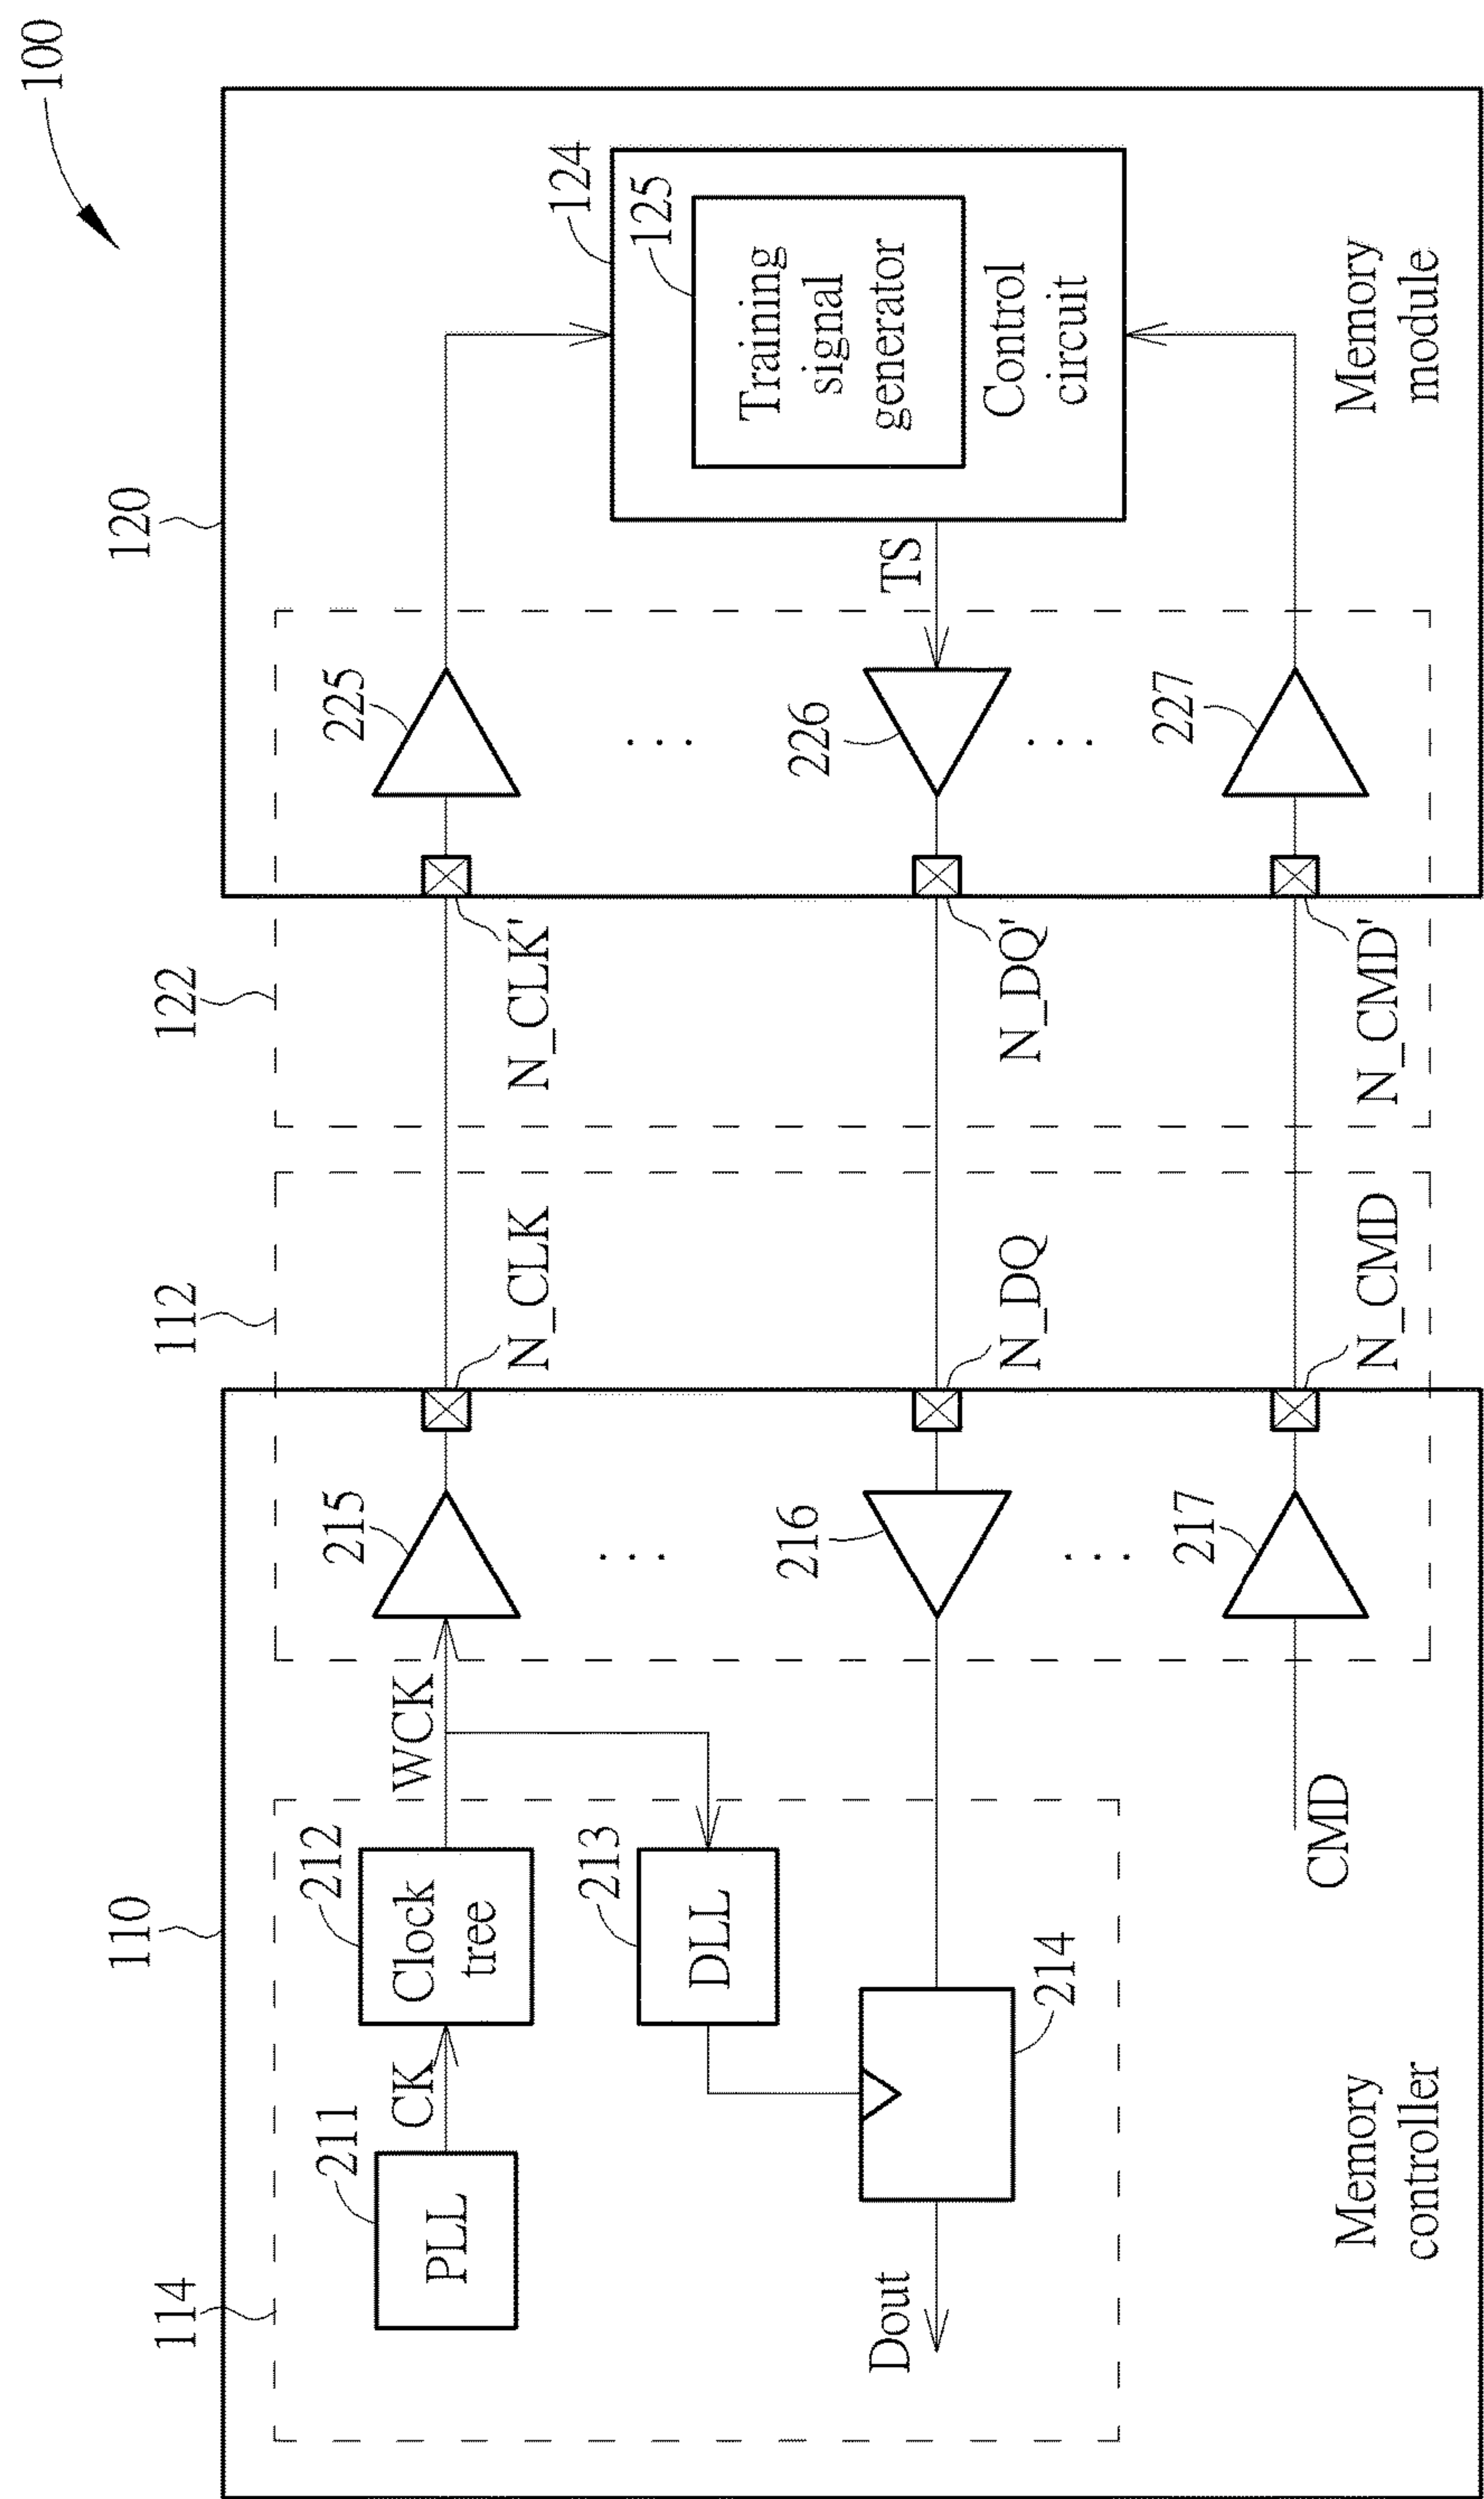 100
110
114
211
PLL
CK
212
Clock
tree
WCK
213
DLL
214
Dout
CMD
Memory
controller
112
215
216
217
N_CLK
N_DQ
N_CMD
122
N_CLK'
N_DQ'
N_CMD'
120
225
226
227
TS
124
125
Training
signal
generator
Control
circuit
Memory
module
. . .
. . .
. . .
. . .